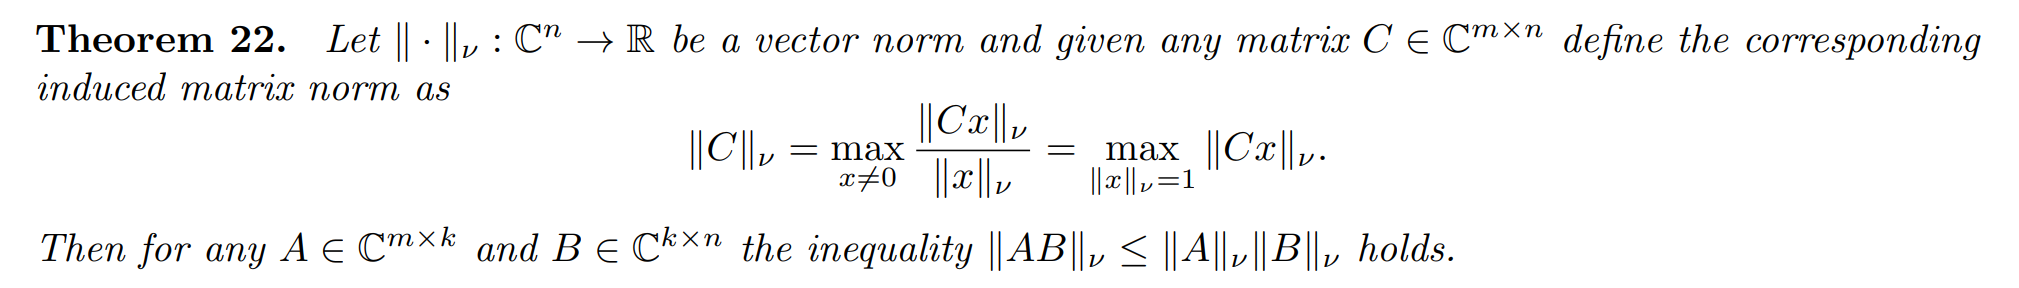 Theorem 22. Let ‖ · ‖_ν : ℂ^n → ℝ be a vector norm and given any matrix C ∈ ℂ^{m×n} define the corresponding
induced matrix norm as
‖C‖_ν = max_{x≠0} ‖Cx‖_ν / ‖x‖_ν = max_{‖x‖_ν=1} ‖Cx‖_ν.
Then for any A ∈ ℂ^{m×k} and B ∈ ℂ^{k×n} the inequality ‖AB‖_ν ≤ ‖A‖_ν‖B‖_ν holds.